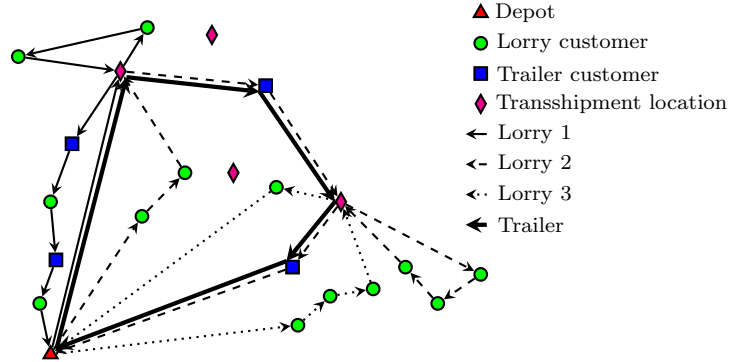 Depot
Lorry customer
Trailer customer
Transshipment location
Lorry 1
Lorry 2
Lorry 3
Trailer